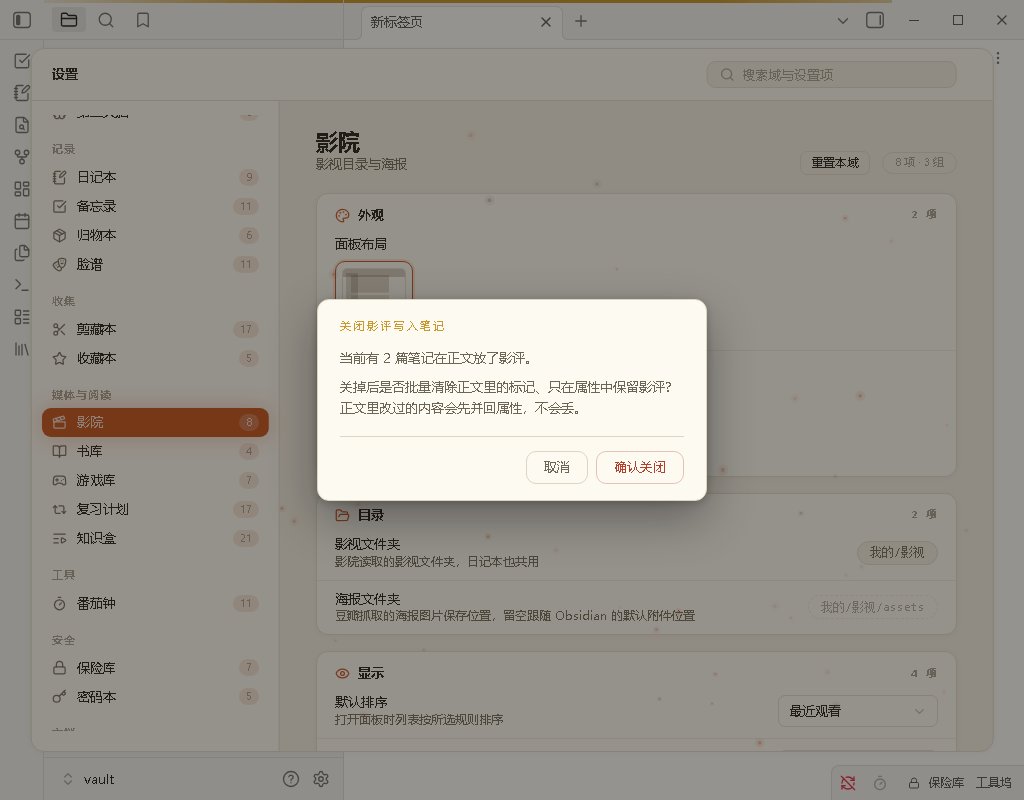 新标签页
设置
搜索域与设置项
记录
日记本 9
备忘录 11
归物本 6
脸谱 11
收集
剪藏本 17
收藏本 5
媒体与阅读
影院 8
书库 4
游戏库 7
复习计划 17
知识盒 21
工具
番茄钟 11
安全
保险库 7
密码本 5
vault
影院
影视目录与海报
重置本域
8 项 · 3 组
外观
2 项
面板布局
关闭影评写入笔记
当前有 2 篇笔记在正文放了影评。
关掉后是否批量清除正文里的标记、只在属性中保留影评?
正文里改过的内容会先并回属性，不会丢。
取消
确认关闭
目录
2 项
影视文件夹
影院读取的影视文件夹，日记本也共用
我的/影视
海报文件夹
豆瓣抓取的海报图片保存位置，留空跟随 Obsidian 的默认附件位置
我的/影视/assets
显示
4 项
默认排序
打开面板时列表按所选规则排序
最近观看
保险库
工具坞